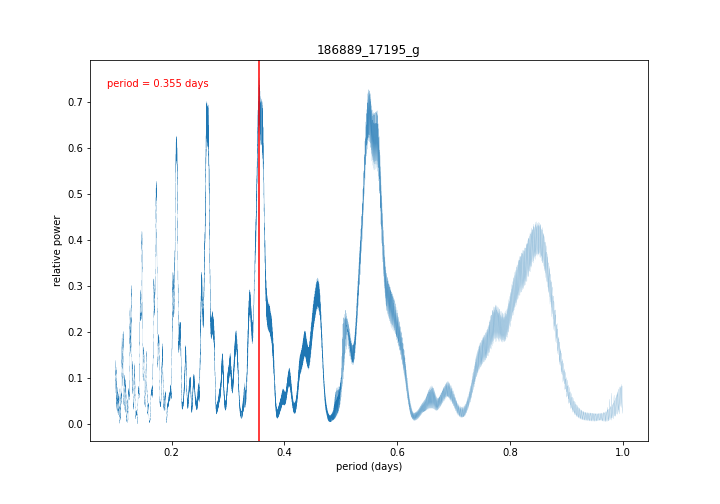 186889_17195_g
period = 0.355 days
relative power
0.7
0.6
0.5
0.4
0.3
0.2
0.1
0.0
0.2 0.4 0.6 0.8 1.0
period (days)